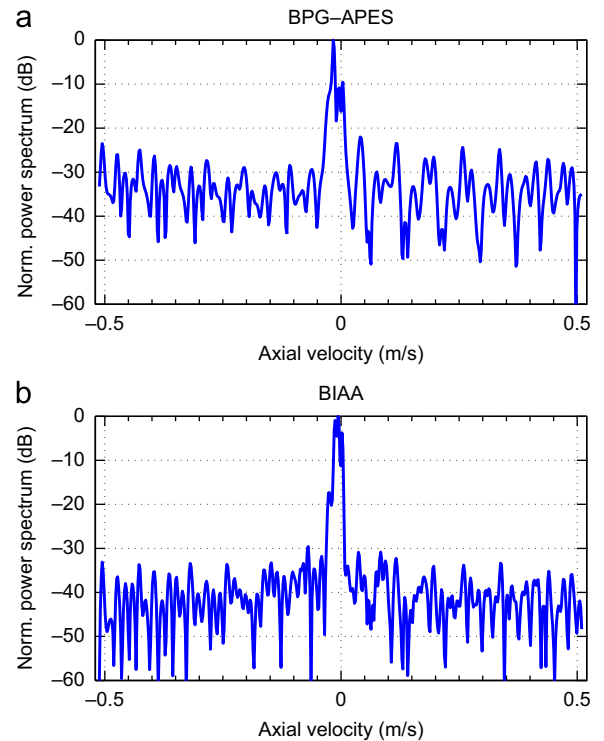 a
BPG–APES
Norm. power spectrum (dB)
0
–10
–20
–30
–40
–50
–60
–0.5
0
0.5
Axial velocity (m/s)
b
BIAA
Norm. power spectrum (dB)
0
–10
–20
–30
–40
–50
–60
–0.5
0
0.5
Axial velocity (m/s)